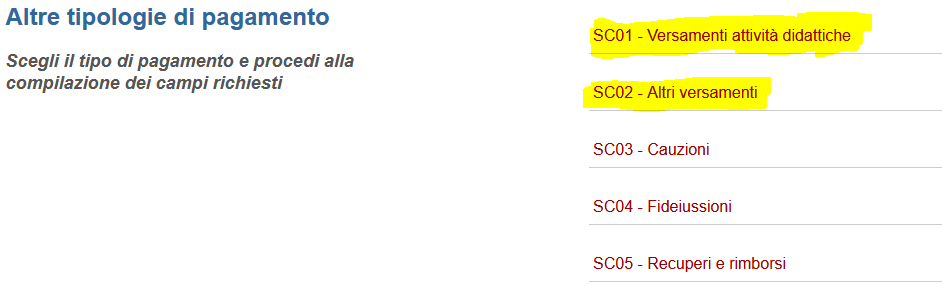 Altre tipologie di pagamento
Scegli il tipo di pagamento e procedi alla
compilazione dei campi richiesti
SC01 - Versamenti attività didattiche
SC02 - Altri versamenti
SC03 - Cauzioni
SC04 - Fideiussioni
SC05 - Recuperi e rimborsi